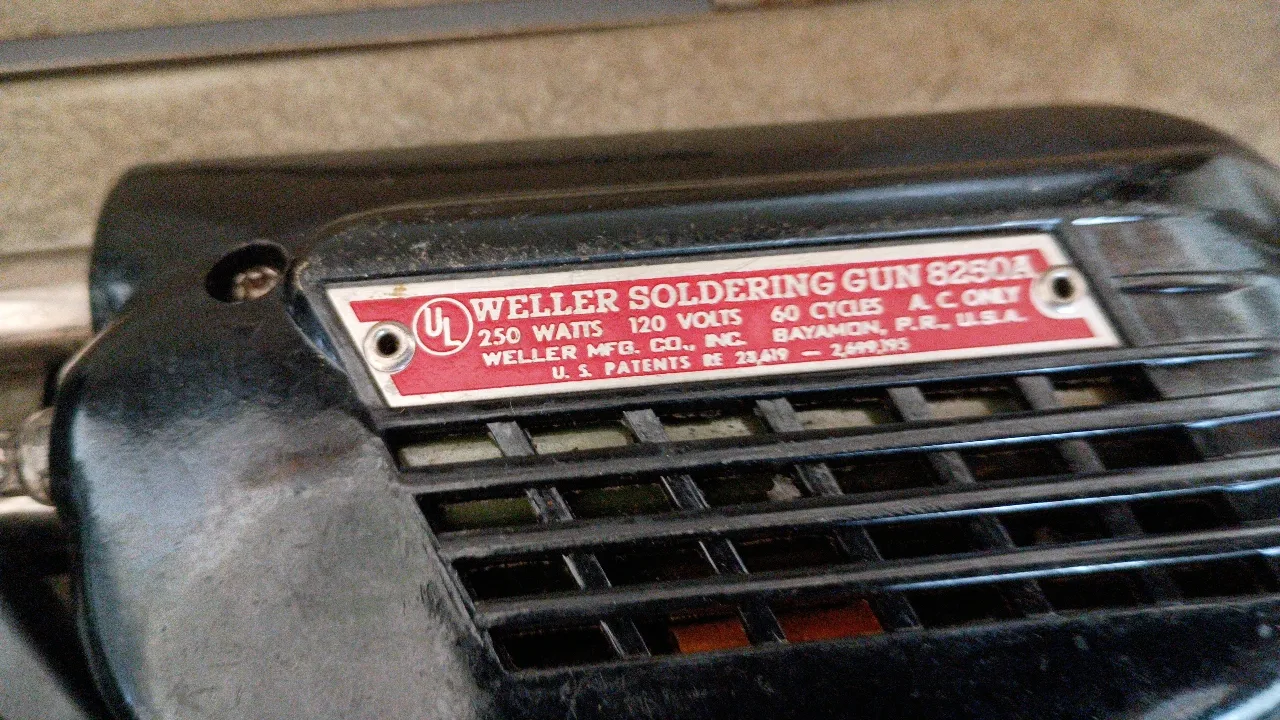 UL WELLER SOLDERING GUN 8250A
250 WATTS 120 VOLTS 60 CYCLES A.C. ONLY
WELLER MFG. CO., INC. BAYAMON, P.R., U.S.A.
U. S. PATENTS RE 23,619 — 2,699,195